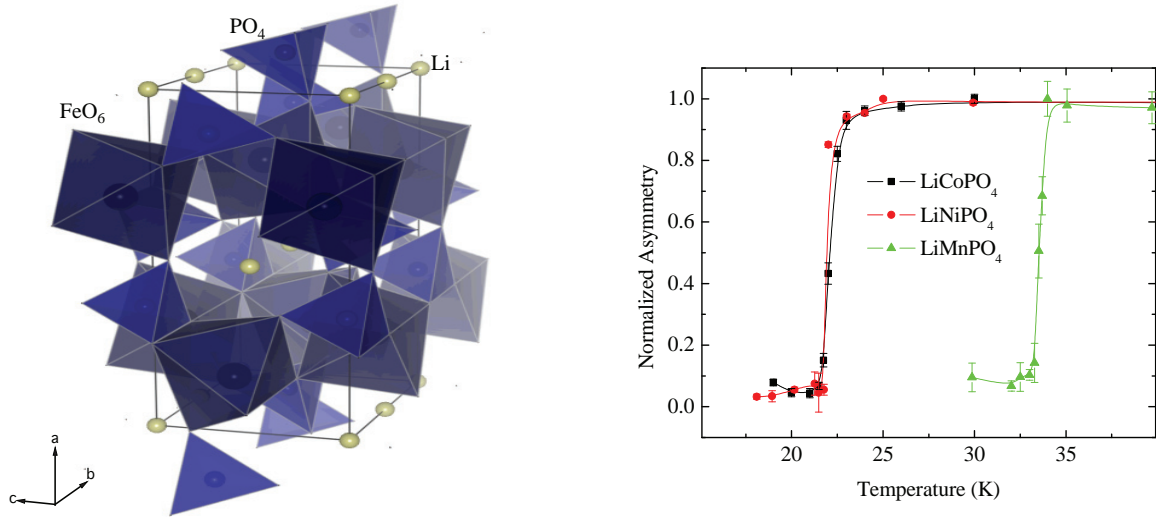 PO4
Li
FeO6
a
b
c
1.0
0.8
0.6
0.4
0.2
0.0
Normalized Asymmetry
LiCoPO4
LiNiPO4
LiMnPO4
20
25
30
35
Temperature (K)